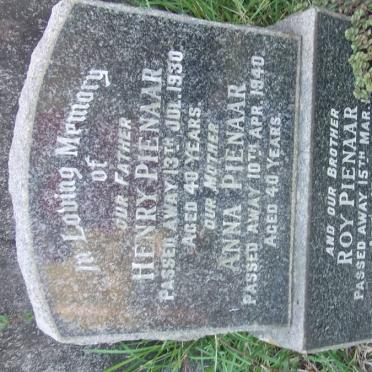 In Loving Memory
of
OUR FATHER
HENRY PIENAAR
PASSED AWAY 13TH JUL. 1930
AGED 40 YEARS.
OUR MOTHER
ANNA PIENAAR
PASSED AWAY 10TH APR. 1940
AGED 40 YEARS.
AND OUR BROTHER
ROY PIENAAR
PASSED AWAY 15TH MAR.